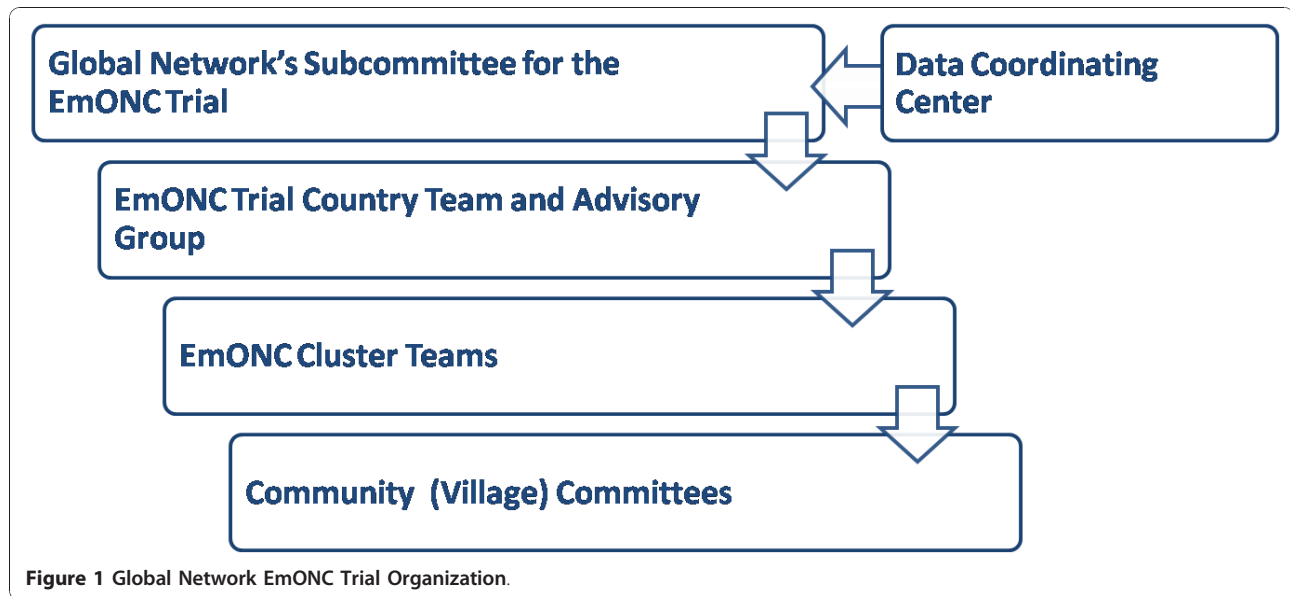 Global Network's Subcommittee for the
EmONC Trial
Data Coordinating
Center
EmONC Trial Country Team and Advisory
Group
EmONC Cluster Teams
Community (Village) Committees
Figure 1 Global Network EmONC Trial Organization.